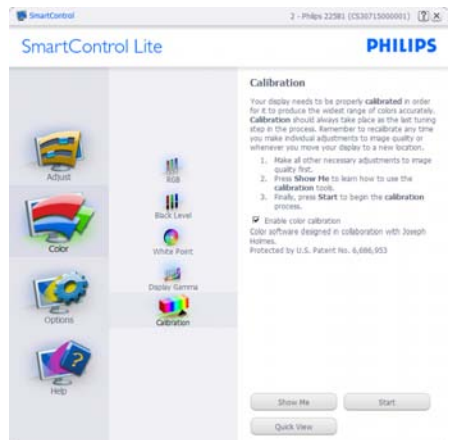 SmartControl
2 - Philips 225B1 (CS30715000001)
SmartControl Lite
PHILIPS
Adjust
Color
Options
Help
RGB
Black Level
White Point
Display Gamma
Calibration
Calibration
Your display needs to be properly calibrated in order
for it to produce the widest range of colors accurately.
Calibration should always take place as the last tuning
step in the process. Remember to recalibrate any time
you make individual adjustments to image quality or
whenever you move your display to a new location.
1. Make all other necessary adjustments to image
quality first.
2. Press Show Me to learn how to use the
calibration tools.
3. Finally, press Start to begin the calibration
process.
Enable color calibration
Color software designed in collaboration with Joseph
Holmes.
Protected by U.S. Patent No. 6,686,953
Show Me
Start
Quick View